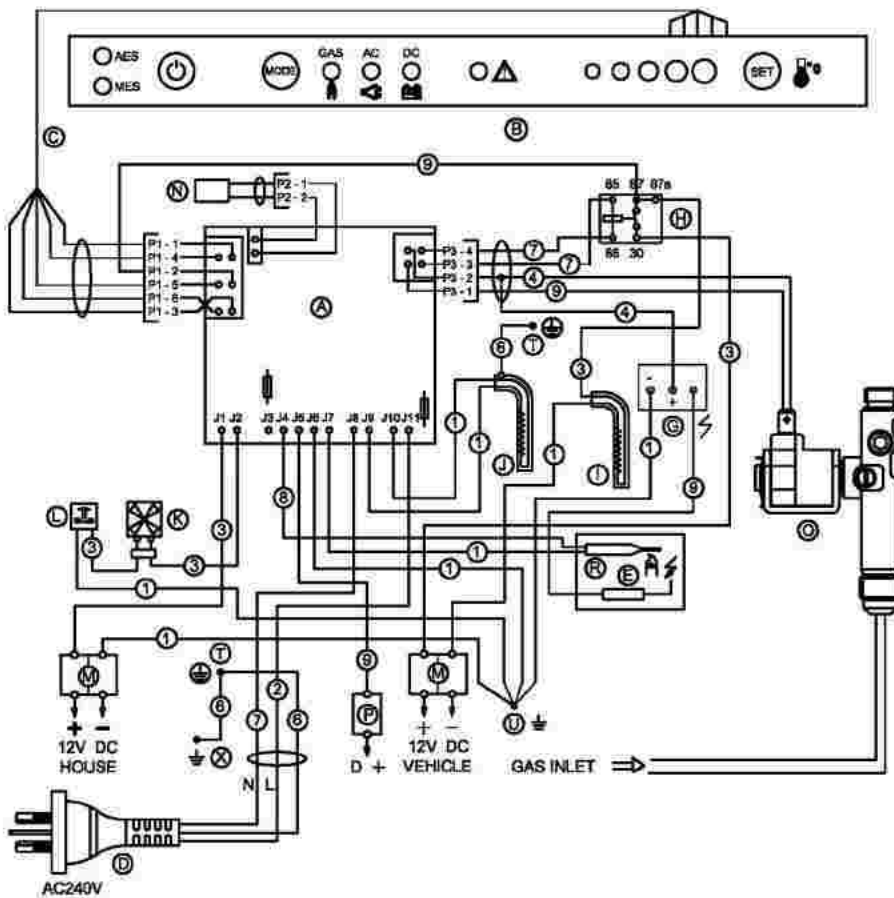 AES
MES
MODE
GAS AC DC
SET
°C
C
B
9
N
P2 - 1
P2 - 2
85 87 87a
H
86 30
P1 - 1
P1 - 4
P1 - 2
P1 - 5
P1 - 6
P1 - 3
P3 - 4
P3 - 3
P3 - 2
P3 - 1
7
7
4
9
A
4
6
T
3
3
J1 J2 J3 J4 J5 J6 J7 J8 J9 J10 J11
1
1
J
1
I
- +
G
1
9
8
L
K
3
3
3
1
1
1
R
E
O
1
M
T
6
X
7
2
6
9
P
M
U
+ -
12V DC
HOUSE
N L
D +
+ -
12V DC
VEHICLE
GAS INLET
D
AC240V